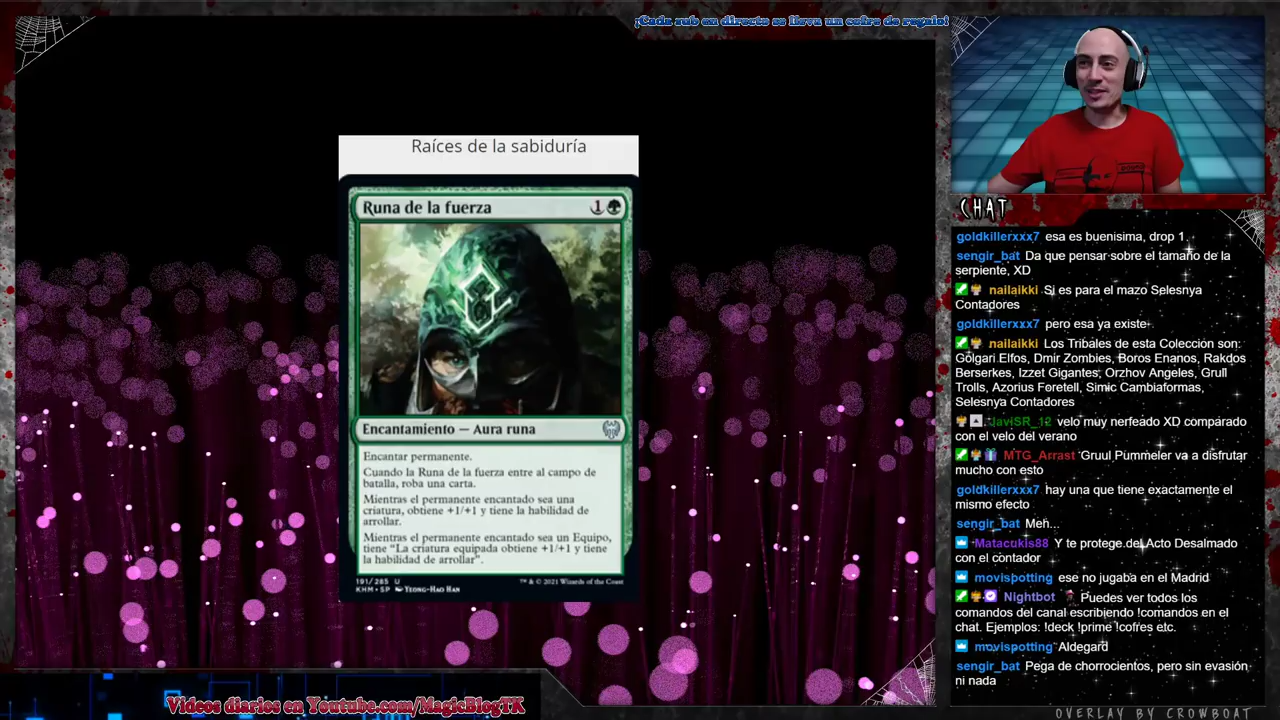 ¡Cada sub en directo se lleva un cofre de regalo!
Raíces de la sabiduría
Runa de la fuerza 1
Encantamiento — Aura runa
Encantar permanente.
Cuando la Runa de la fuerza entre al campo de
batalla, roba una carta.
Mientras el permanente encantado sea una
criatura, obtiene +1/+1 y tiene la habilidad de
arrollar.
Mientras el permanente encantado sea un Equipo,
tiene "La criatura equipada obtiene +1/+1 y tiene
la habilidad de arrollar".
191/285 U
KHM • SP Yeong-Hao Han
™ & © 2021 Wizards of the Coast
Videos diarios en Youtube.com/MagicBlogTK
CHAT
goldkillerxxx7 esa es buenisima, drop 1
sengir_bat Da que pensar sobre el tamaño de la
serpiente, XD
nailaikki Si es para el mazo Selesnya
Contadores
goldkillerxxx7 pero esa ya existe
nailaikki Los Tribales de esta Colección son:
Golgari Elfos, Dmir Zombies, Boros Enanos, Rakdos
Berserkes, Izzet Gigantes, Orzhov Angeles, Grull
Trolls, Azorius Foretell, Simic Cambiaformas,
Selesnya Contadores
JaviSR_12 velo muy nerfeado XD comparado
con el velo del verano
MTG_Arrast Gruul Pummeler va a disfrutar
mucho con esto
goldkillerxxx7 hay una que tiene exactamente el
mismo efecto
sengir_bat Meh...
Matacukis88 Y te protege del Acto Desalmado
con el contador
movispotting ese no jugaba en el Madrid
Nightbot Puedes ver todos los
comandos del canal escribiendo !comandos en el
chat. Ejemplos: !deck !prime !cofres etc.
movispotting Aldegard
sengir_bat Pega de chorrocientos, pero sin evasión
ni nada
OVERLAY BY CROWBOAT